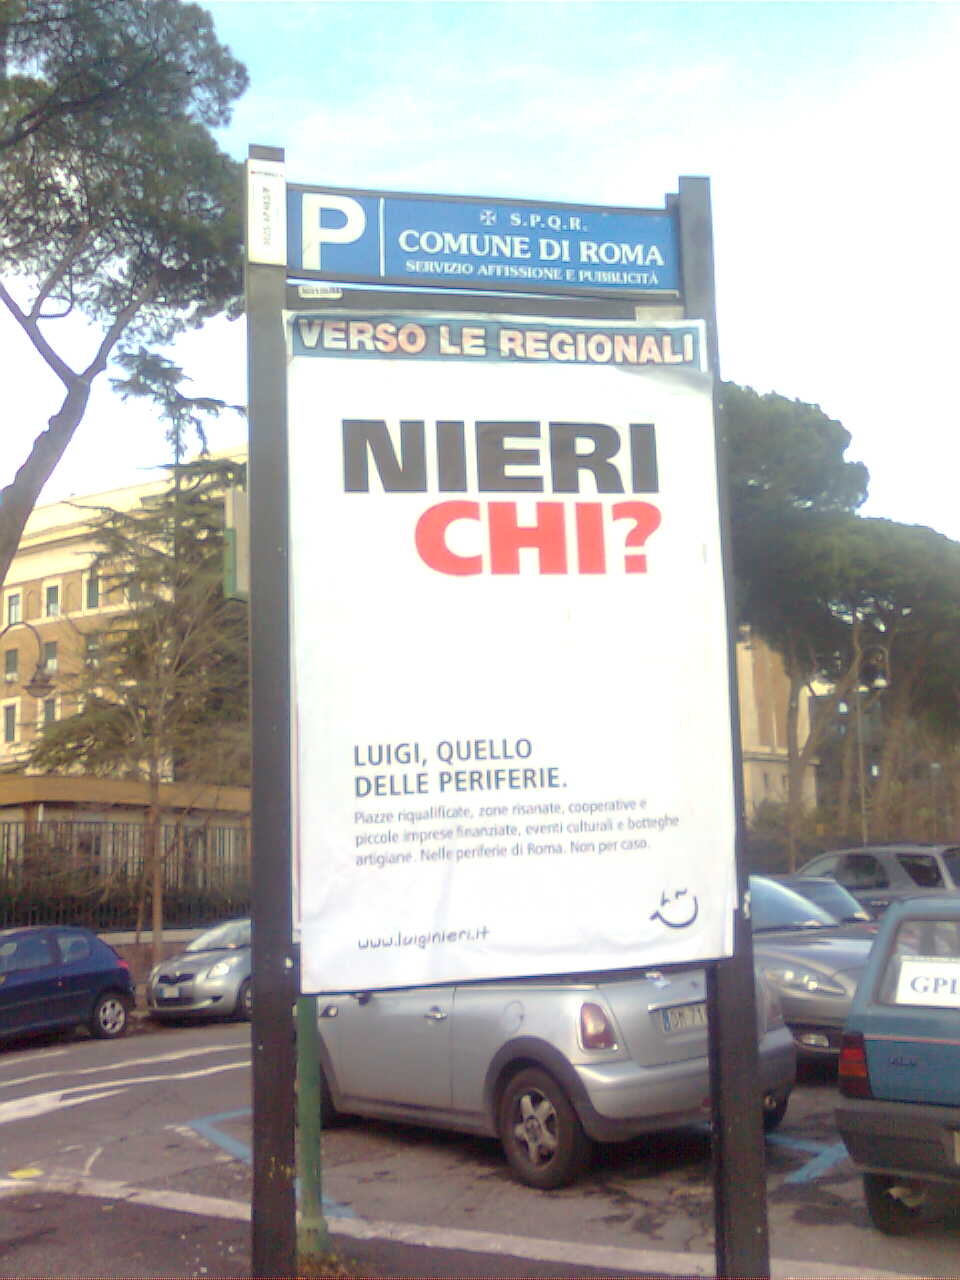 P
S.P.Q.R.
COMUNE DI ROMA
SERVIZIO AFFISSIONE E PUBBLICITÀ
VERSO LE REGIONALI
NIERI
CHI?
LUIGI, QUELLO
DELLE PERIFERIE.
Piazze riqualificate, zone risanate, cooperative e
piccole imprese finanziate, eventi culturali e botteghe
artigiane. Nelle periferie di Roma. Non per caso.
www.luiginieri.it